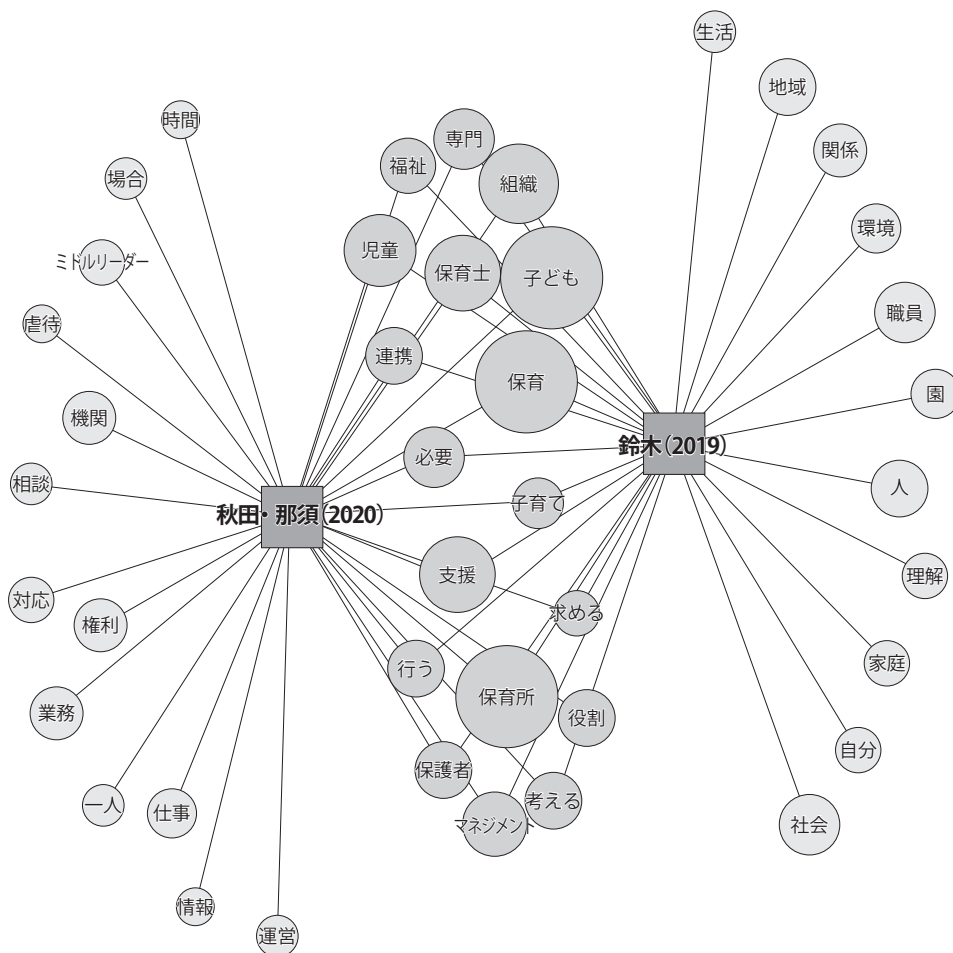 生活
地域
時間
専門
関係
福祉
組織
場合
環境
児童
ミドルリーダー
保育士
子ども
職員
虐待
連携
保育
園
機関
鈴木（2019）
必要
相談
人
子育て
秋田・那須（2020）
支援
理解
対応
求める
権利
行う
家庭
保育所
業務
役割
自分
保護者
一人
仕事
考える
マネジメント
社会
情報
運営